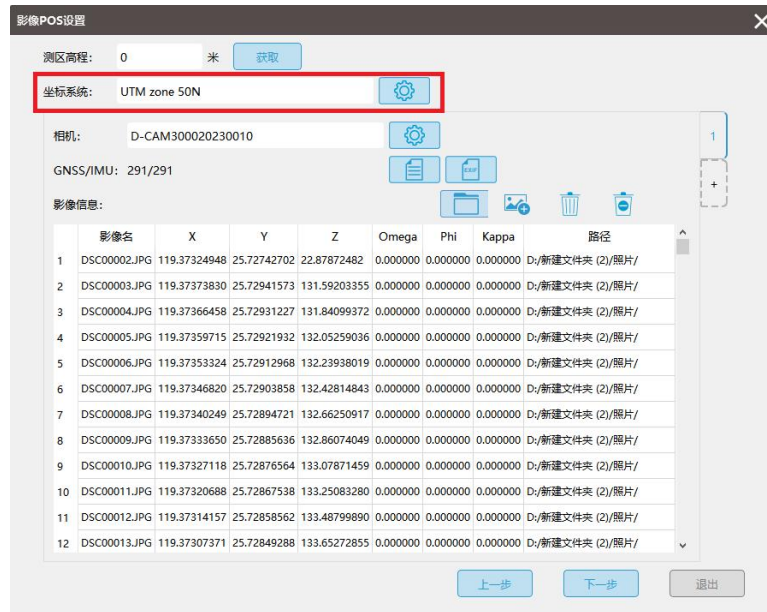 影像POS设置
测区高程: 0 米 获取
坐标系统: UTM zone 50N
相机: D-CAM300020230010
1
GNSS/IMU: 291/291
EXIF
+
影像信息:
影像名 X Y Z Omega Phi Kappa 路径
1 DSC00002.JPG 119.37324948 25.72742702 22.87872482 0.000000 0.000000 0.000000 D:/新建文件夹 (2)/照片/
2 DSC00003.JPG 119.37373830 25.72941573 131.59203355 0.000000 0.000000 0.000000 D:/新建文件夹 (2)/照片/
3 DSC00004.JPG 119.37366458 25.72931227 131.84099372 0.000000 0.000000 0.000000 D:/新建文件夹 (2)/照片/
4 DSC00005.JPG 119.37359715 25.72921932 132.05259036 0.000000 0.000000 0.000000 D:/新建文件夹 (2)/照片/
5 DSC00006.JPG 119.37353324 25.72912968 132.23938019 0.000000 0.000000 0.000000 D:/新建文件夹 (2)/照片/
6 DSC00007.JPG 119.37346820 25.72903858 132.42814843 0.000000 0.000000 0.000000 D:/新建文件夹 (2)/照片/
7 DSC00008.JPG 119.37340249 25.72894721 132.66250917 0.000000 0.000000 0.000000 D:/新建文件夹 (2)/照片/
8 DSC00009.JPG 119.37333650 25.72885636 132.86074049 0.000000 0.000000 0.000000 D:/新建文件夹 (2)/照片/
9 DSC00010.JPG 119.37327118 25.72876564 133.07871459 0.000000 0.000000 0.000000 D:/新建文件夹 (2)/照片/
10 DSC00011.JPG 119.37320688 25.72867538 133.25083280 0.000000 0.000000 0.000000 D:/新建文件夹 (2)/照片/
11 DSC00012.JPG 119.37314157 25.72858562 133.48799890 0.000000 0.000000 0.000000 D:/新建文件夹 (2)/照片/
12 DSC00013.JPG 119.37307371 25.72849288 133.65272855 0.000000 0.000000 0.000000 D:/新建文件夹 (2)/照片/
上一步 下一步 退出